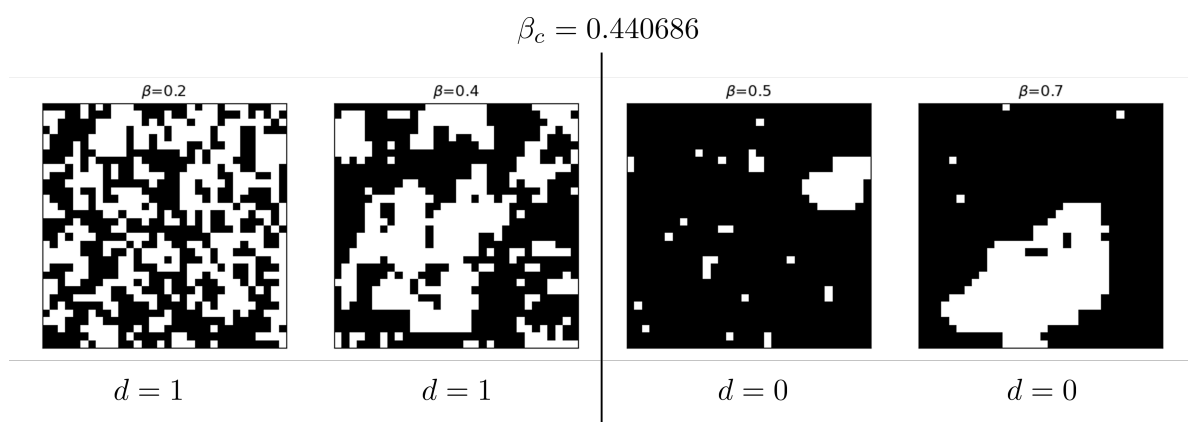 β_c = 0.440686
β=0.2 β=0.4 β=0.5 β=0.7
d = 1 d = 1 d = 0 d = 0